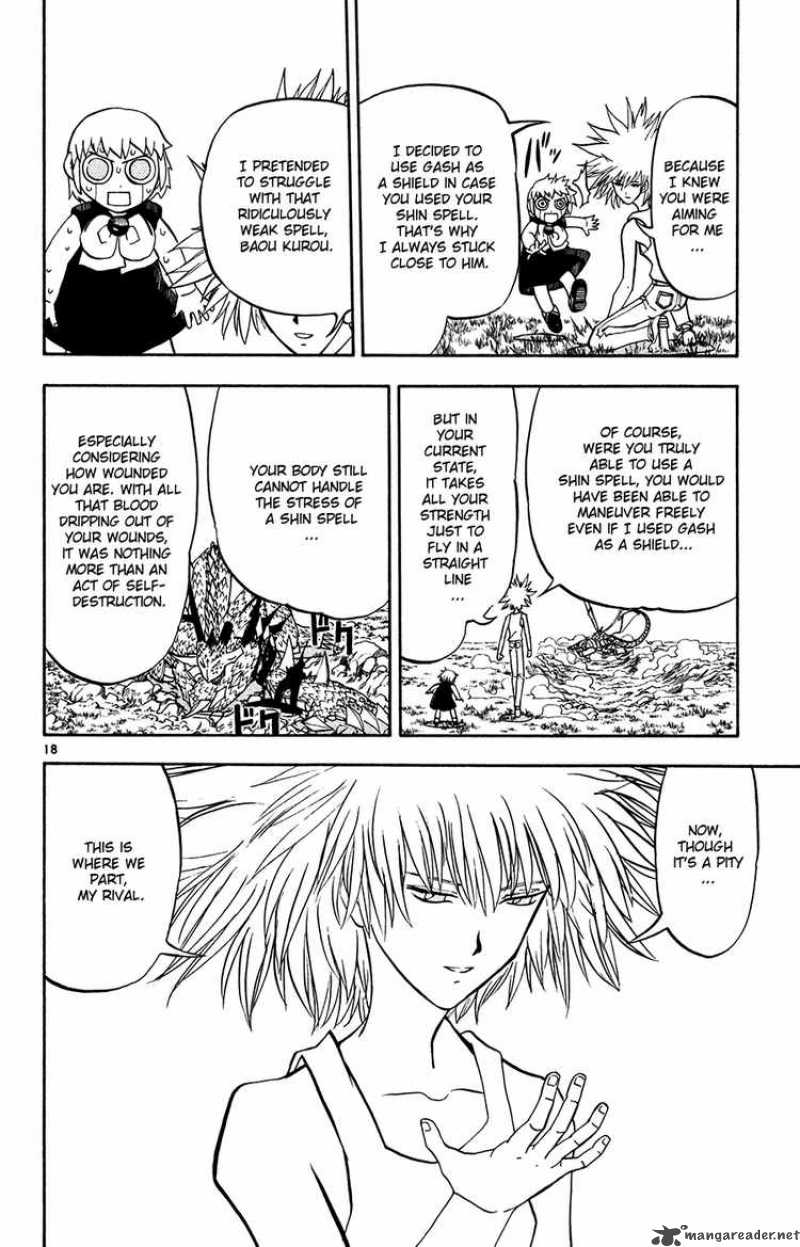 BECAUSE
I KNEW
YOU WERE
AIMING
FOR ME
...
I DECIDED TO
USE GASH AS
A SHIELD IN CASE
YOU USED YOUR
SHIN SPELL.
THAT'S WHY
I ALWAYS STUCK
CLOSE TO HIM.
I PRETENDED
TO STRUGGLE
WITH THAT
RIDICULOUSLY
WEAK SPELL,
BAOU KUROU.
OF COURSE,
WERE YOU TRULY
ABLE TO USE A
SHIN SPELL, YOU WOULD
HAVE BEEN ABLE TO
MANEUVER FREELY
EVEN IF I USED GASH
AS A SHIELD...
BUT IN
YOUR
CURRENT
STATE,
IT TAKES
ALL YOUR
STRENGTH
JUST TO
FLY IN A
STRAIGHT
LINE
...
YOUR BODY STILL
CANNOT HANDLE
THE STRESS OF
A SHIN SPELL
...
ESPECIALLY
CONSIDERING
HOW WOUNDED
YOU ARE. WITH ALL
THAT BLOOD
DRIPPING OUT OF
YOUR WOUNDS,
IT WAS NOTHING
MORE THAN AN
ACT OF SELF-
DESTRUCTION.
ドク
ドク
18
NOW,
THOUGH
IT'S A PITY
...
THIS IS
WHERE WE
PART,
MY RIVAL.
mangareader.net